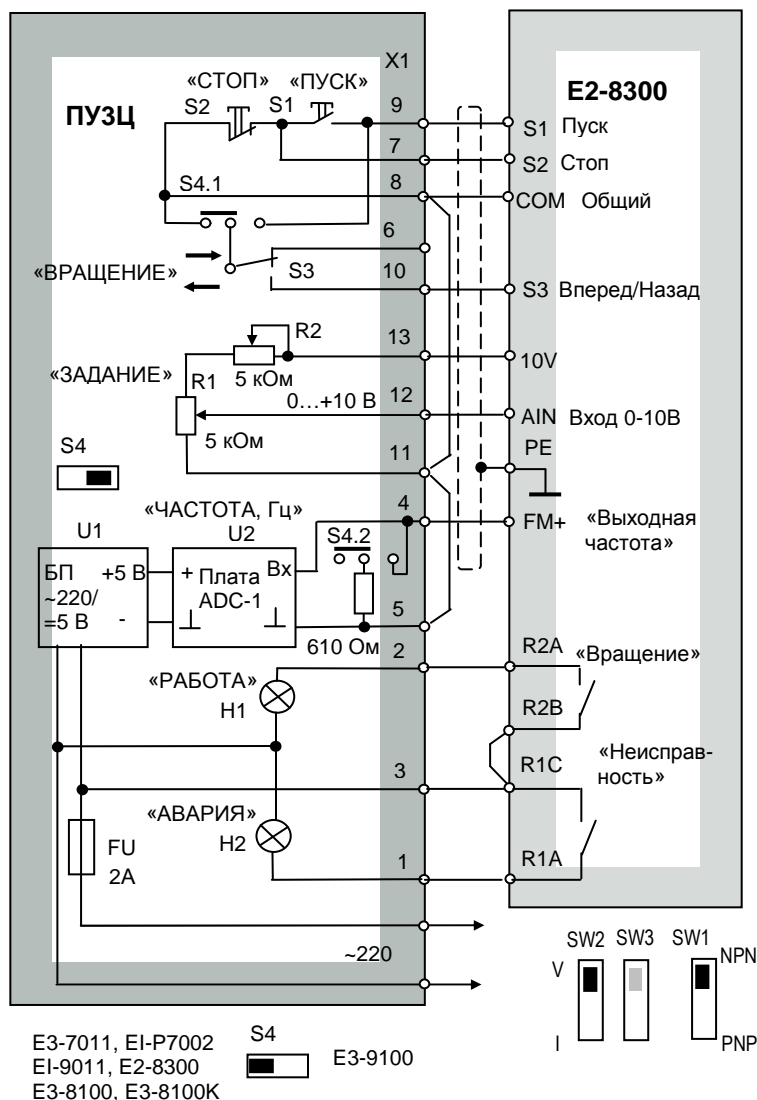 X1
«СТОП» «ПУСК»
ПУЗЦ
S2 S1 9
7
S4.1 8
6
«ВРАЩЕНИЕ» S3 10
R2 13
«ЗАДАНИЕ» R1 5 кОм
0…+10 В 12
5 кОм
11
S4
«ЧАСТОТА, Гц» 4
U1 U2 S4.2
БП +5 В
~220/
=5 В -
+ Плата Вх
ADC-1
⊥ ⊥
5
610 Ом 2
«РАБОТА»
H1
3
«АВАРИЯ»
H2
FU
2А
1
~220
E2-8300
S1 Пуск
S2 Стоп
COM Общий
S3 Вперед/Назад
10V
AIN Вход 0-10В
PE
FM+ «Выходная
частота»
R2A «Вращение»
R2B
R1C «Неисправ-
ность»
R1A
SW2 SW3 SW1
V NPN
I PNP
E3-7011, EI-P7002
EI-9011, E2-8300
E3-8100, E3-8100K
S4
E3-9100